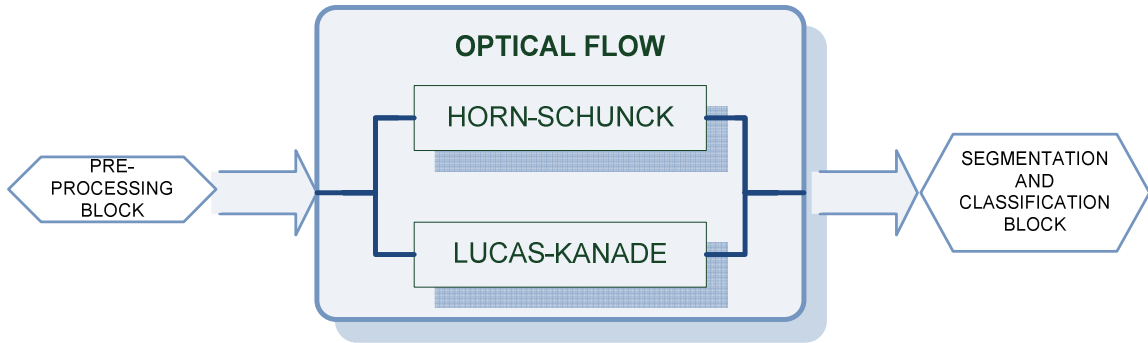 OPTICAL FLOW
HORN-SCHUNCK
LUCAS-KANADE
PRE-
PROCESSING
BLOCK
SEGMENTATION
AND
CLASSIFICATION
BLOCK